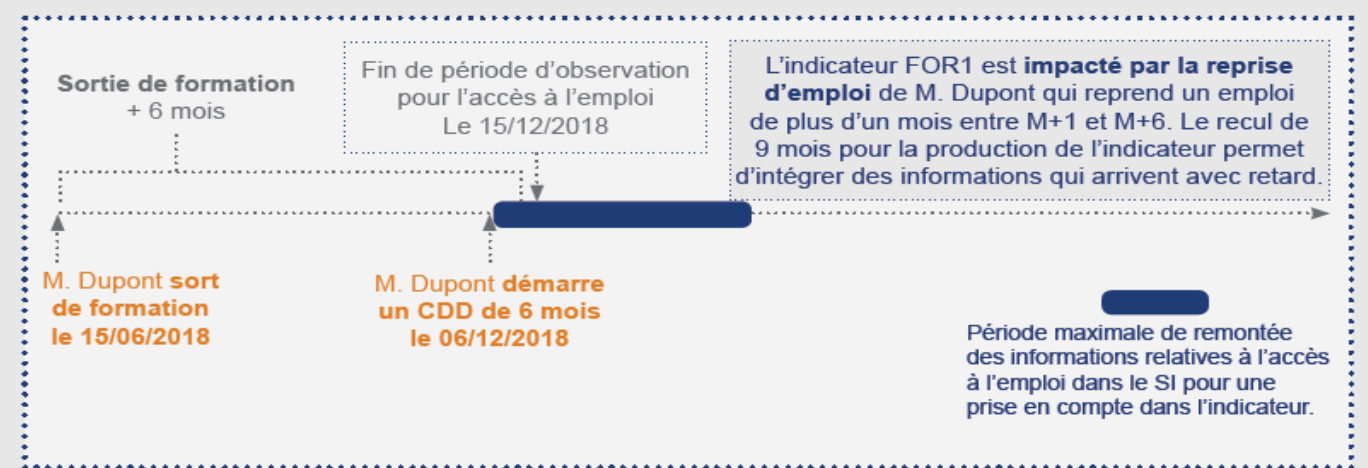 Sortie de formation
+ 6 mois
Fin de période d'observation
pour l'accès à l'emploi
Le 15/12/2018
L'indicateur FOR1 est impacté par la reprise
d'emploi de M. Dupont qui reprend un emploi
de plus d'un mois entre M+1 et M+6. Le recul de
9 mois pour la production de l'indicateur permet
d'intégrer des informations qui arrivent avec retard.
M. Dupont sort
de formation
le 15/06/2018
M. Dupont démarre
un CDD de 6 mois
le 06/12/2018
Période maximale de remontée
des informations relatives à l'accès
à l'emploi dans le SI pour une
prise en compte dans l'indicateur.